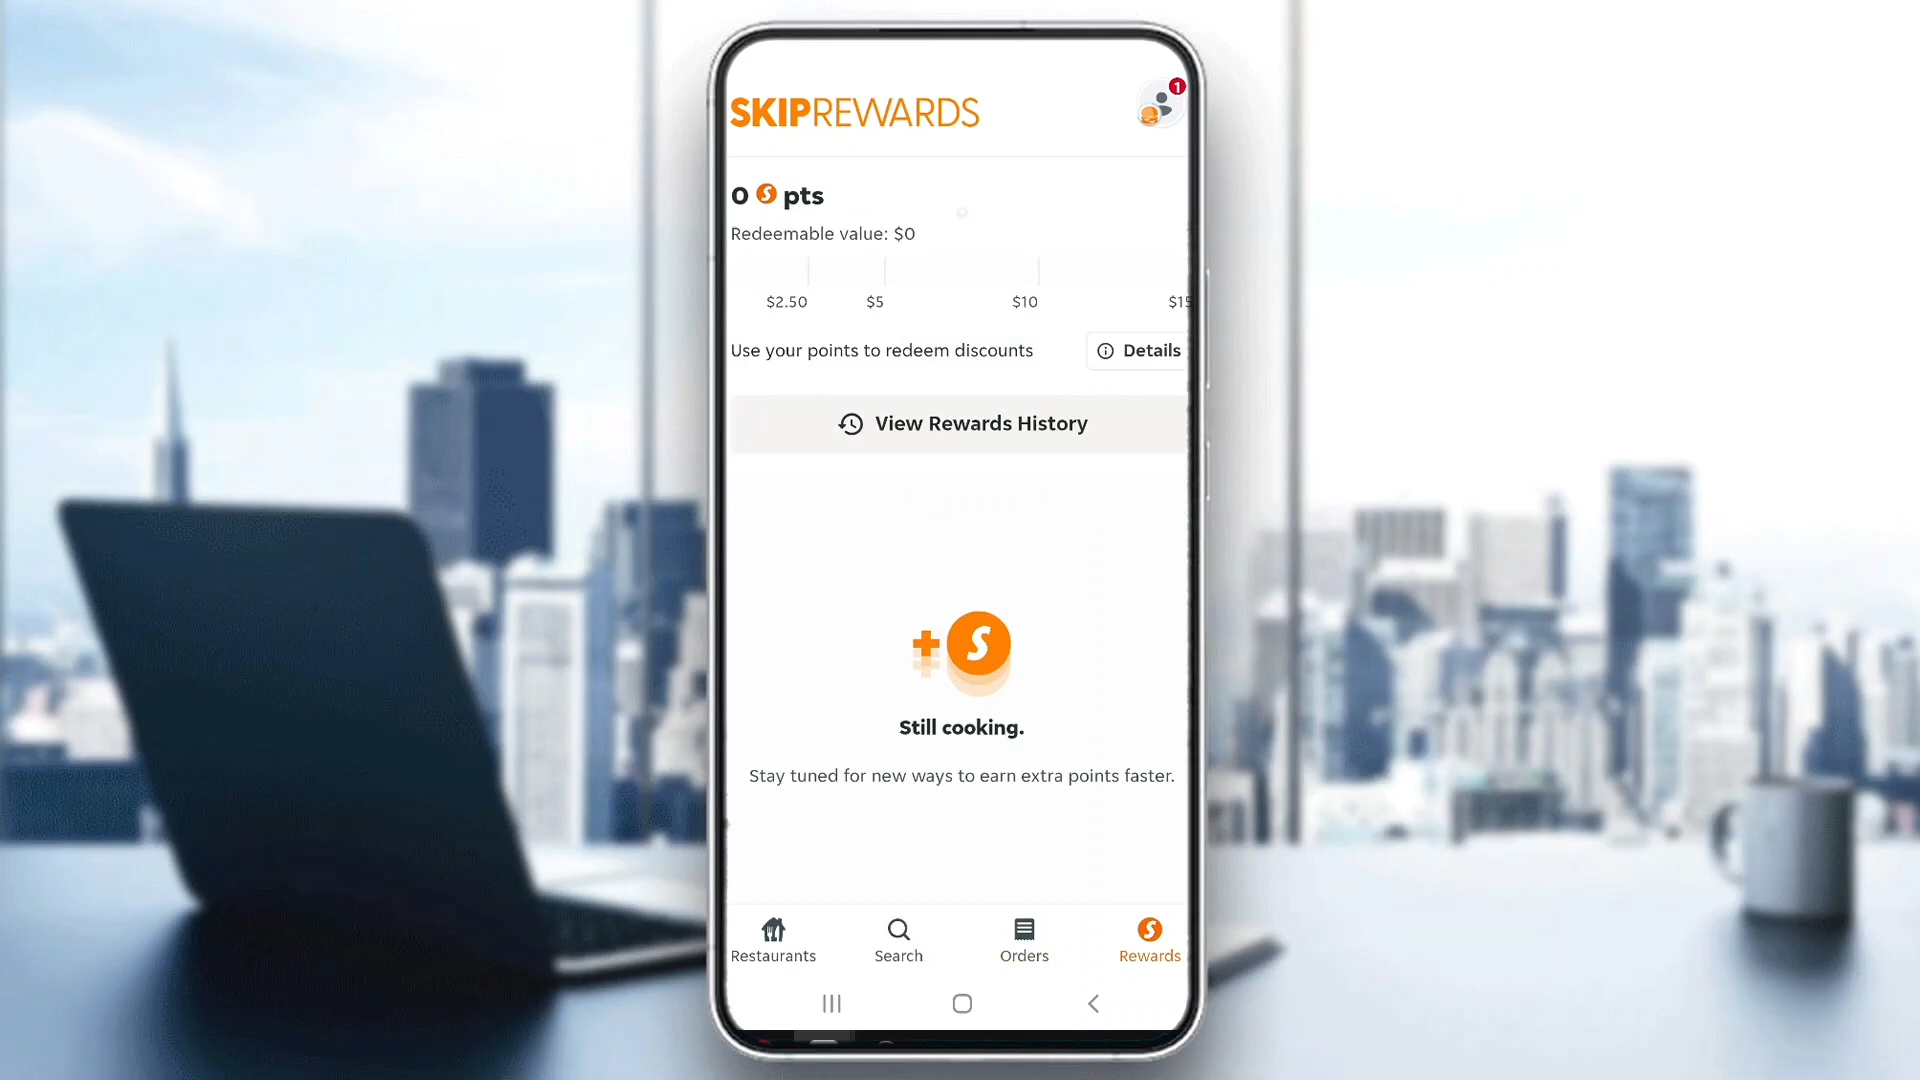 SKIPREWARDS
1
0 S pts
Redeemable value: $0
$2.50 $5 $10 $15
Use your points to redeem discounts
Details
View Rewards History
S
Still cooking.
Stay tuned for new ways to earn extra points faster.
S
Restaurants Search Orders Rewards